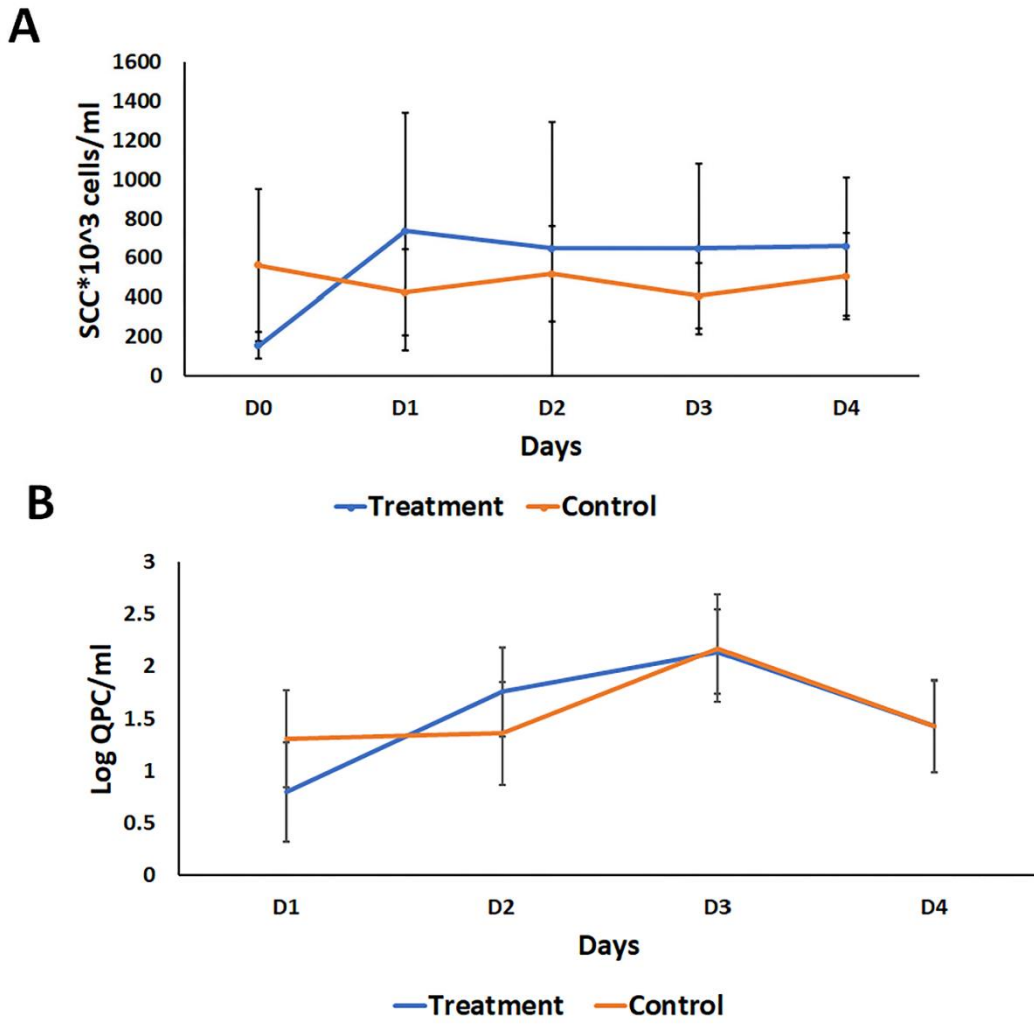 A
SCC*10^3 cells/ml
1600
1400
1200
1000
800
600
400
200
0
D0 D1 D2 D3 D4
Days
Treatment Control
B
Log QPC/ml
3
2.5
2
1.5
1
0.5
0
D1 D2 D3 D4
Days
Treatment Control